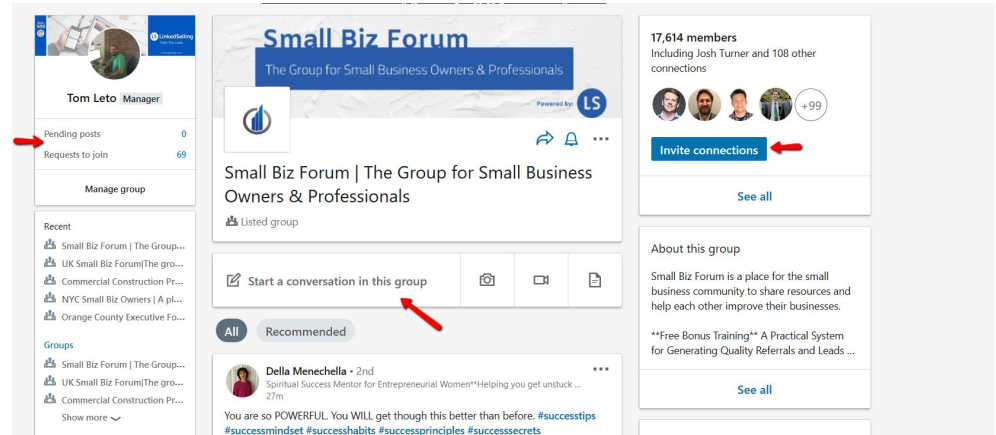 LinkedSelling
Tom Leto Manager
Pending posts 0
Requests to join 69
Manage group
Recent
Small Biz Forum | The Group...
UK Small Biz Forum|The gro...
Commercial Construction Pr...
NYC Small Biz Owners | A pl...
Orange County Executive Fo...
Groups
Small Biz Forum | The Group...
UK Small Biz Forum|The gro...
Commercial Construction Pr...
Show more
Small Biz Forum
The Group for Small Business Owners & Professionals
Powered by: LS
Small Biz Forum | The Group for Small Business
Owners & Professionals
Listed group
Start a conversation in this group
All Recommended
Della Menechella • 2nd
Spiritual Success Mentor for Entrepreneurial Women**Helping you get unstuck ...
27m
You are so POWERFUL. You WILL get though this better than before. #successtips
#successmindset #successhabits #successprinciples #successsecrets
17,614 members
Including Josh Turner and 108 other
connections
+99
Invite connections
See all
About this group
Small Biz Forum is a place for the small
business community to share resources and
help each other improve their businesses.
**Free Bonus Training** A Practical System
for Generating Quality Referrals and Leads ...
See all